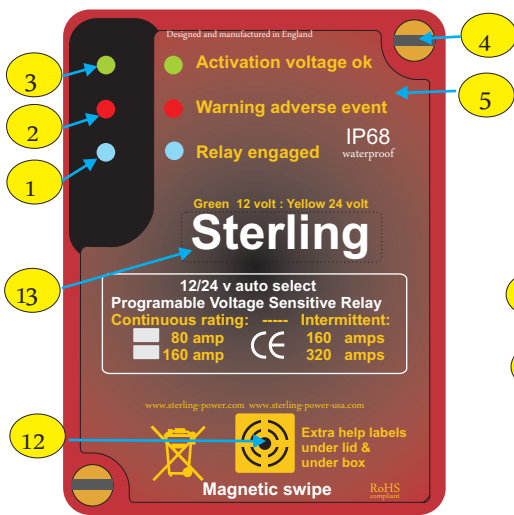 Designed and manufactured in England
4
3
Activation voltage ok
5
2
Warning adverse event
IP68
waterproof
1
Relay engaged
Green 12 volt : Yellow 24 volt
Sterling
13
12/24 v auto select
Programable Voltage Sensitive Relay
Continuous rating: ----- Intermittent:
80 amp CE 160 amps
160 amp 320 amps
www.sterling-power.com www.sterling-power-usa.com
12
Extra help labels
under lid &
under box
Magnetic swipe
RoHS
compliant